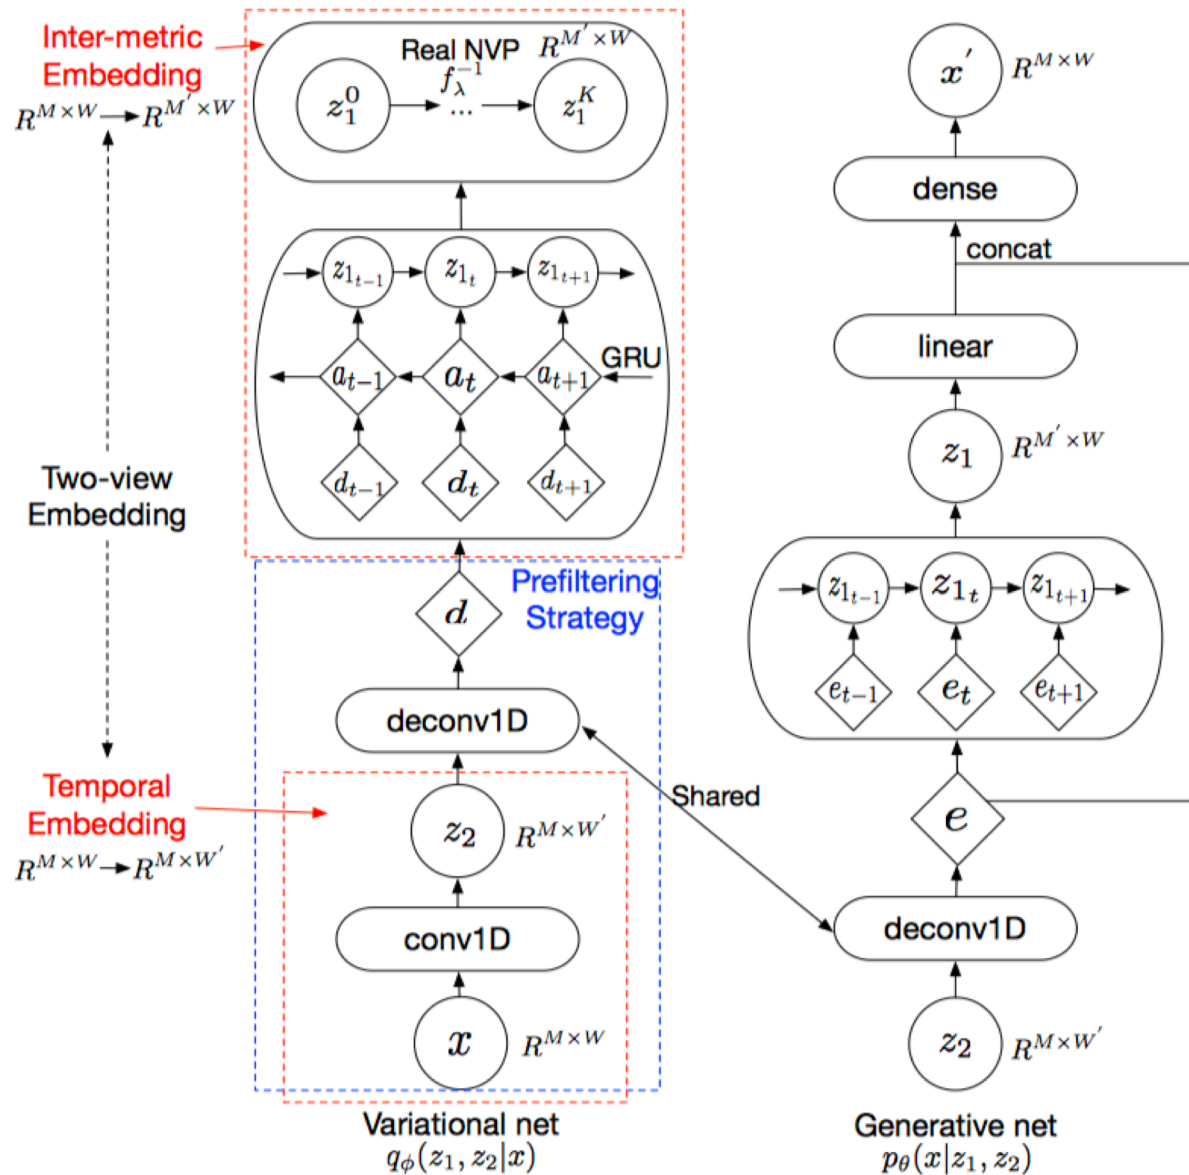 Inter-metric
Embedding
R^{M×W} → R^{M'×W}
Real NVP
R^{M'×W}
f_λ^{-1}
z_1^0
...
z_1^K
z_{1_{t-1}}
z_{1_t}
z_{1_{t+1}}
GRU
a_{t-1}
a_t
a_{t+1}
d_{t-1}
d_t
d_{t+1}
Two-view
Embedding
Prefiltering
Strategy
d
deconv1D
Temporal
Embedding
R^{M×W} → R^{M×W'}
z_2
R^{M×W'}
conv1D
x
R^{M×W}
Variational net
q_ϕ(z_1, z_2|x)
Shared
x'
R^{M×W}
dense
concat
linear
z_1
R^{M'×W}
z_{1_{t-1}}
z_{1_t}
z_{1_{t+1}}
e_{t-1}
e_t
e_{t+1}
e
deconv1D
z_2
R^{M×W'}
Generative net
p_θ(x|z_1, z_2)